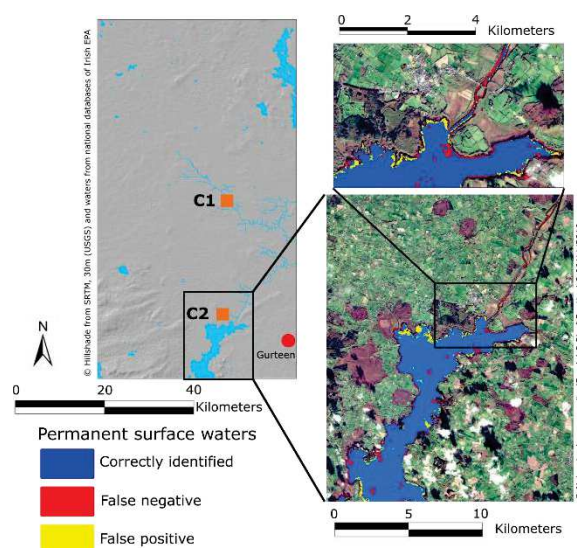 0 2 4
Kilometers
© Hillshade from SRTM, 30m (USGS) and waters from national databases of Irish EPA
C1
C2
Gurteen
N
0 20 40
Kilometers
Permanent surface waters
Correctly identified
False negative
False positive
0 5 10
Kilometers